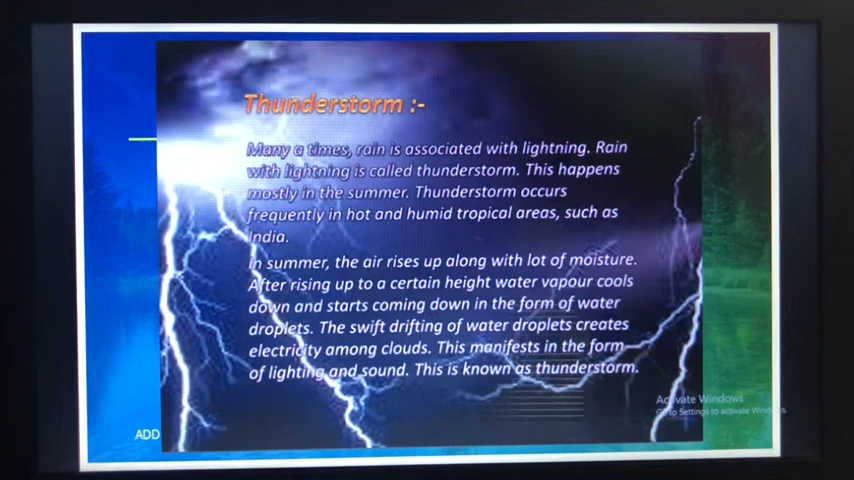 Thunderstorm :-
Many a times, rain is associated with lightning. Rain
with lightning is called thunderstorm. This happens
mostly in the summer. Thunderstorm occurs
frequently in hot and humid tropical areas, such as
India.
In summer, the air rises up along with lot of moisture.
After rising up to a certain height water vapour cools
down and starts coming down in the form of water
droplets. The swift drifting of water droplets creates
electricity among clouds. This manifests in the form
of lighting and sound. This is known as thunderstorm.
Activate Windows
Go to Settings to activate Windows.
ADD